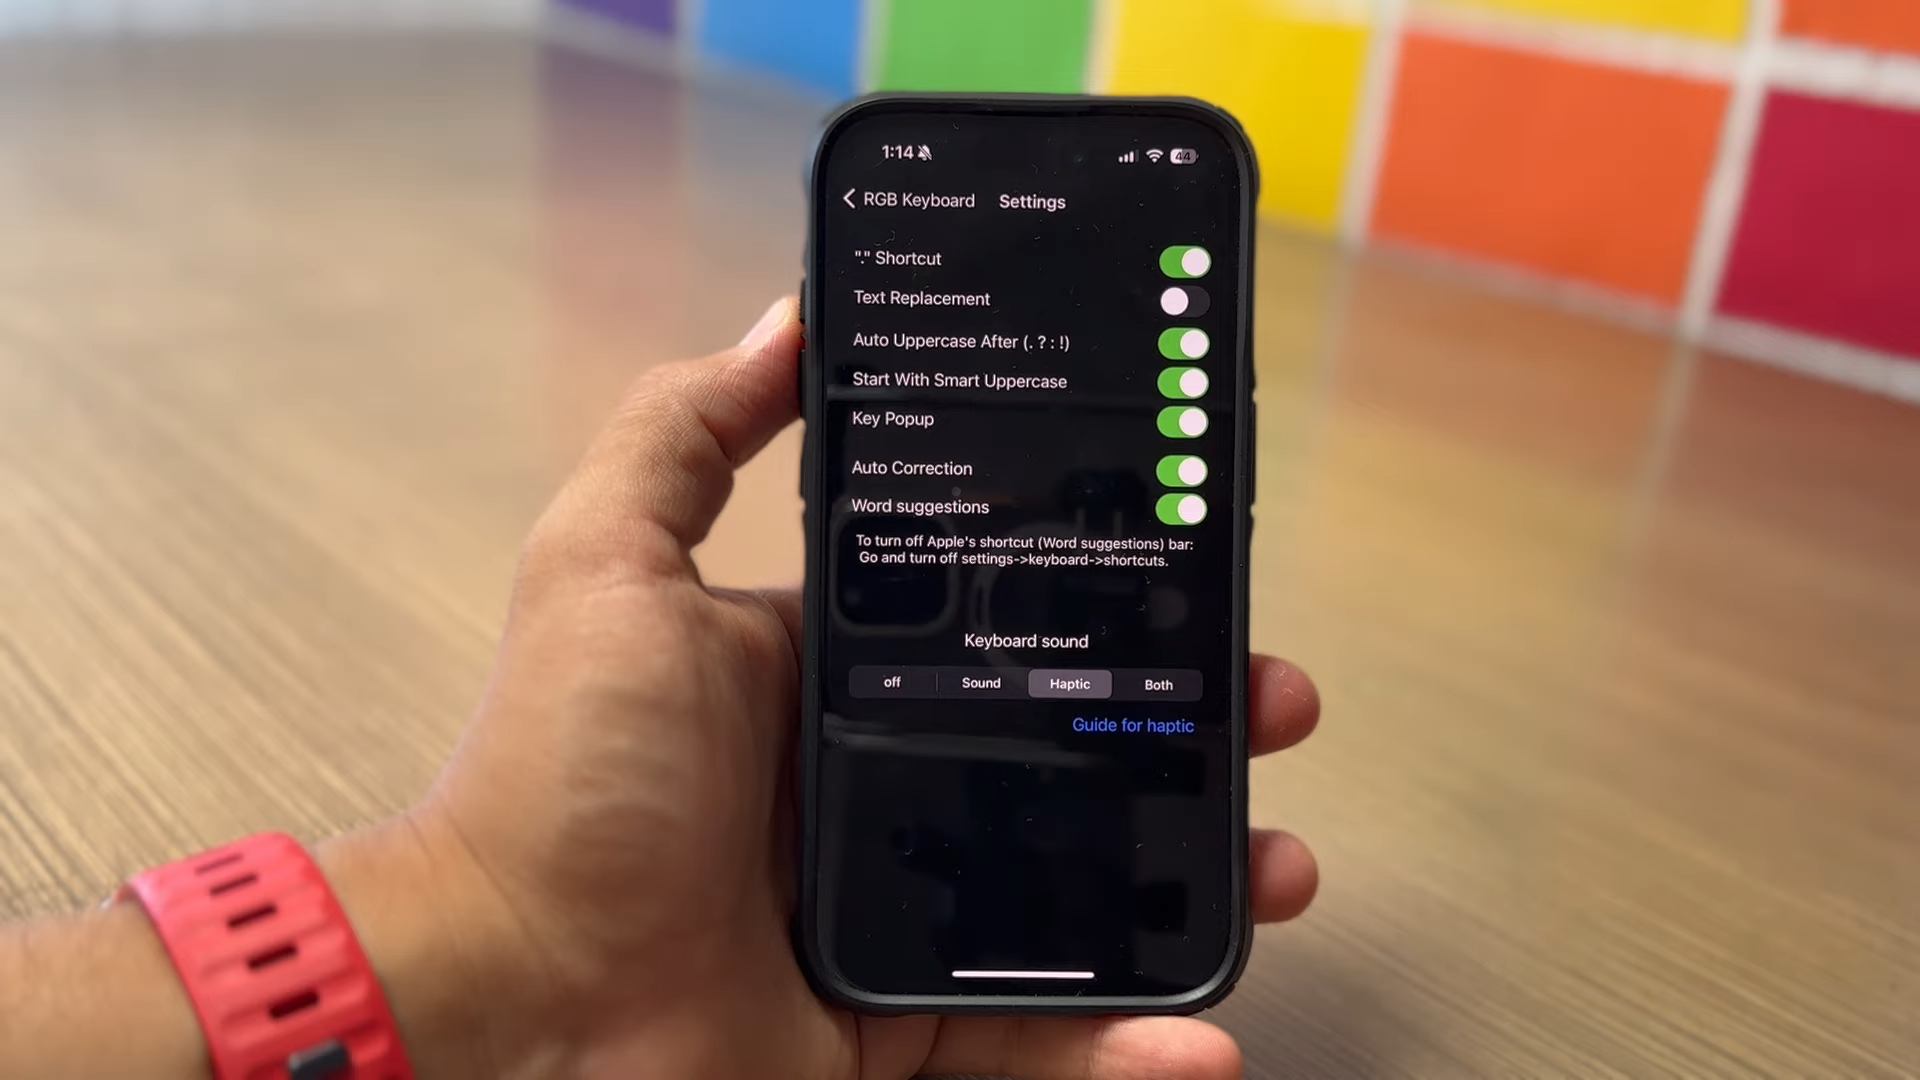 1:14
44
RGB Keyboard Settings
"." Shortcut
Text Replacement
Auto Uppercase After (. ? : !)
Start With Smart Uppercase
Key Popup
Auto Correction
Word suggestions
To turn off Apple's shortcut (Word suggestions) bar:
Go and turn off settings->keyboard->shortcuts.
Keyboard sound
off Sound Haptic Both
Guide for haptic